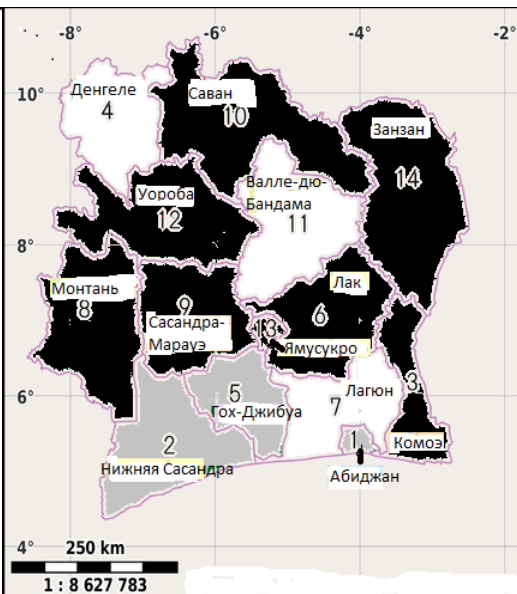 -8° -6° -4° -2°
10°
Денгеле
4
Саван
10
Занзан
14
Уороба
12
Валле-дю-
Бандама
11
8°
Монтань
8
9
Сасандра-
Марауэ
Лак
6
13
Ямусукро
6°
5
Гох-Джибуа
Лагюн
7
3
2
Нижняя Сасандра
1
Комоэ
Абиджан
4°
250 km
1 : 8 627 783